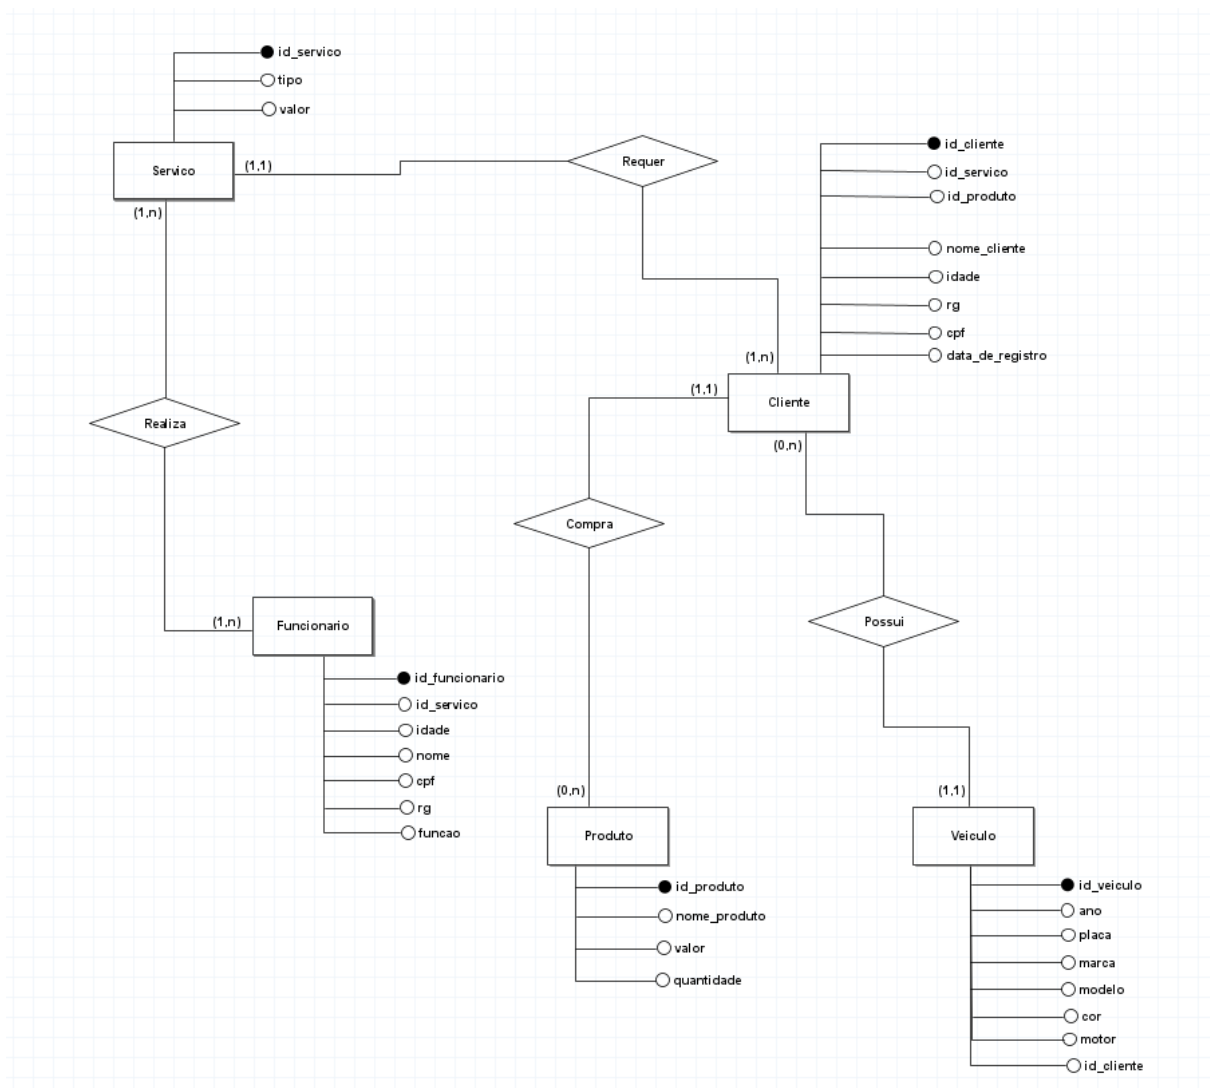 id_servico
tipo
valor
Servico
(1,1)
(1,n)
Requer
id_cliente
id_servico
id_produto
nome_cliente
idade
rg
cpf
data_de_registro
(1,n)
(1,1)
Cliente
(0,n)
Realiza
Compra
Possui
(1,n)
Funcionario
id_funcionario
id_servico
idade
nome
cpf
rg
funcao
(0,n)
Produto
id_produto
nome_produto
valor
quantidade
(1,1)
Veiculo
id_veiculo
ano
placa
marca
modelo
cor
motor
id_cliente